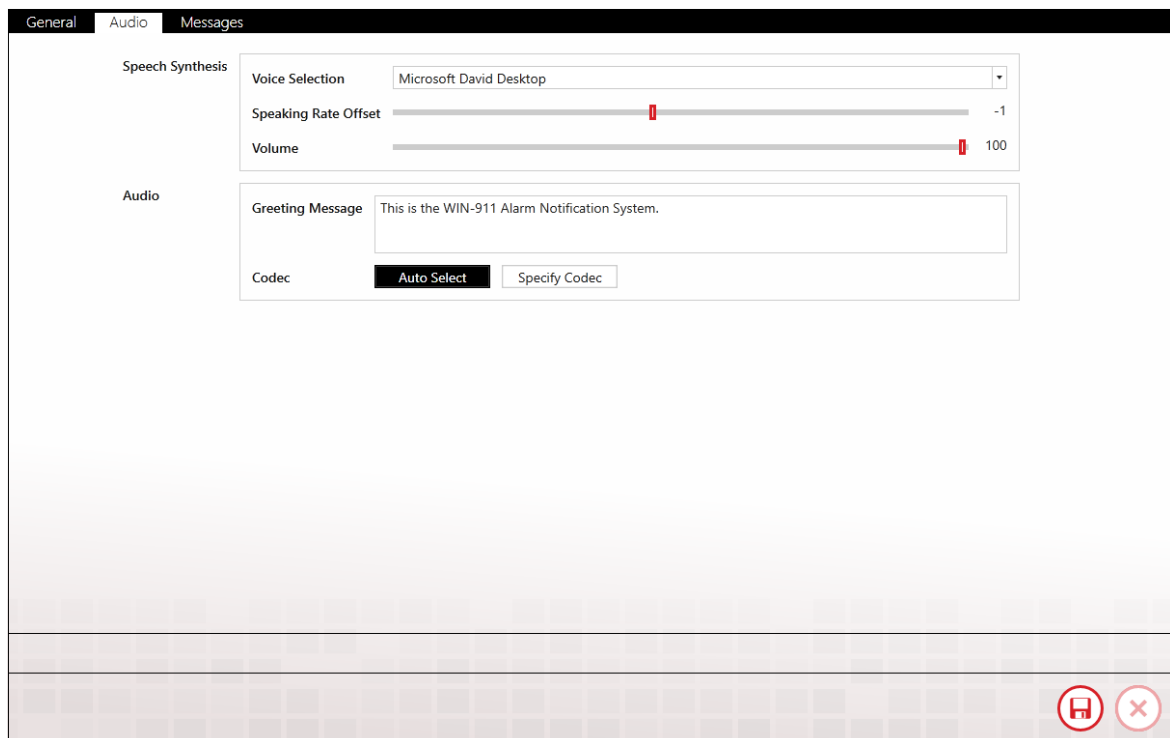 General Audio Messages
Speech Synthesis
Voice Selection Microsoft David Desktop
Speaking Rate Offset -1
Volume 100
Audio
Greeting Message This is the WIN-911 Alarm Notification System.
Codec Auto Select Specify Codec